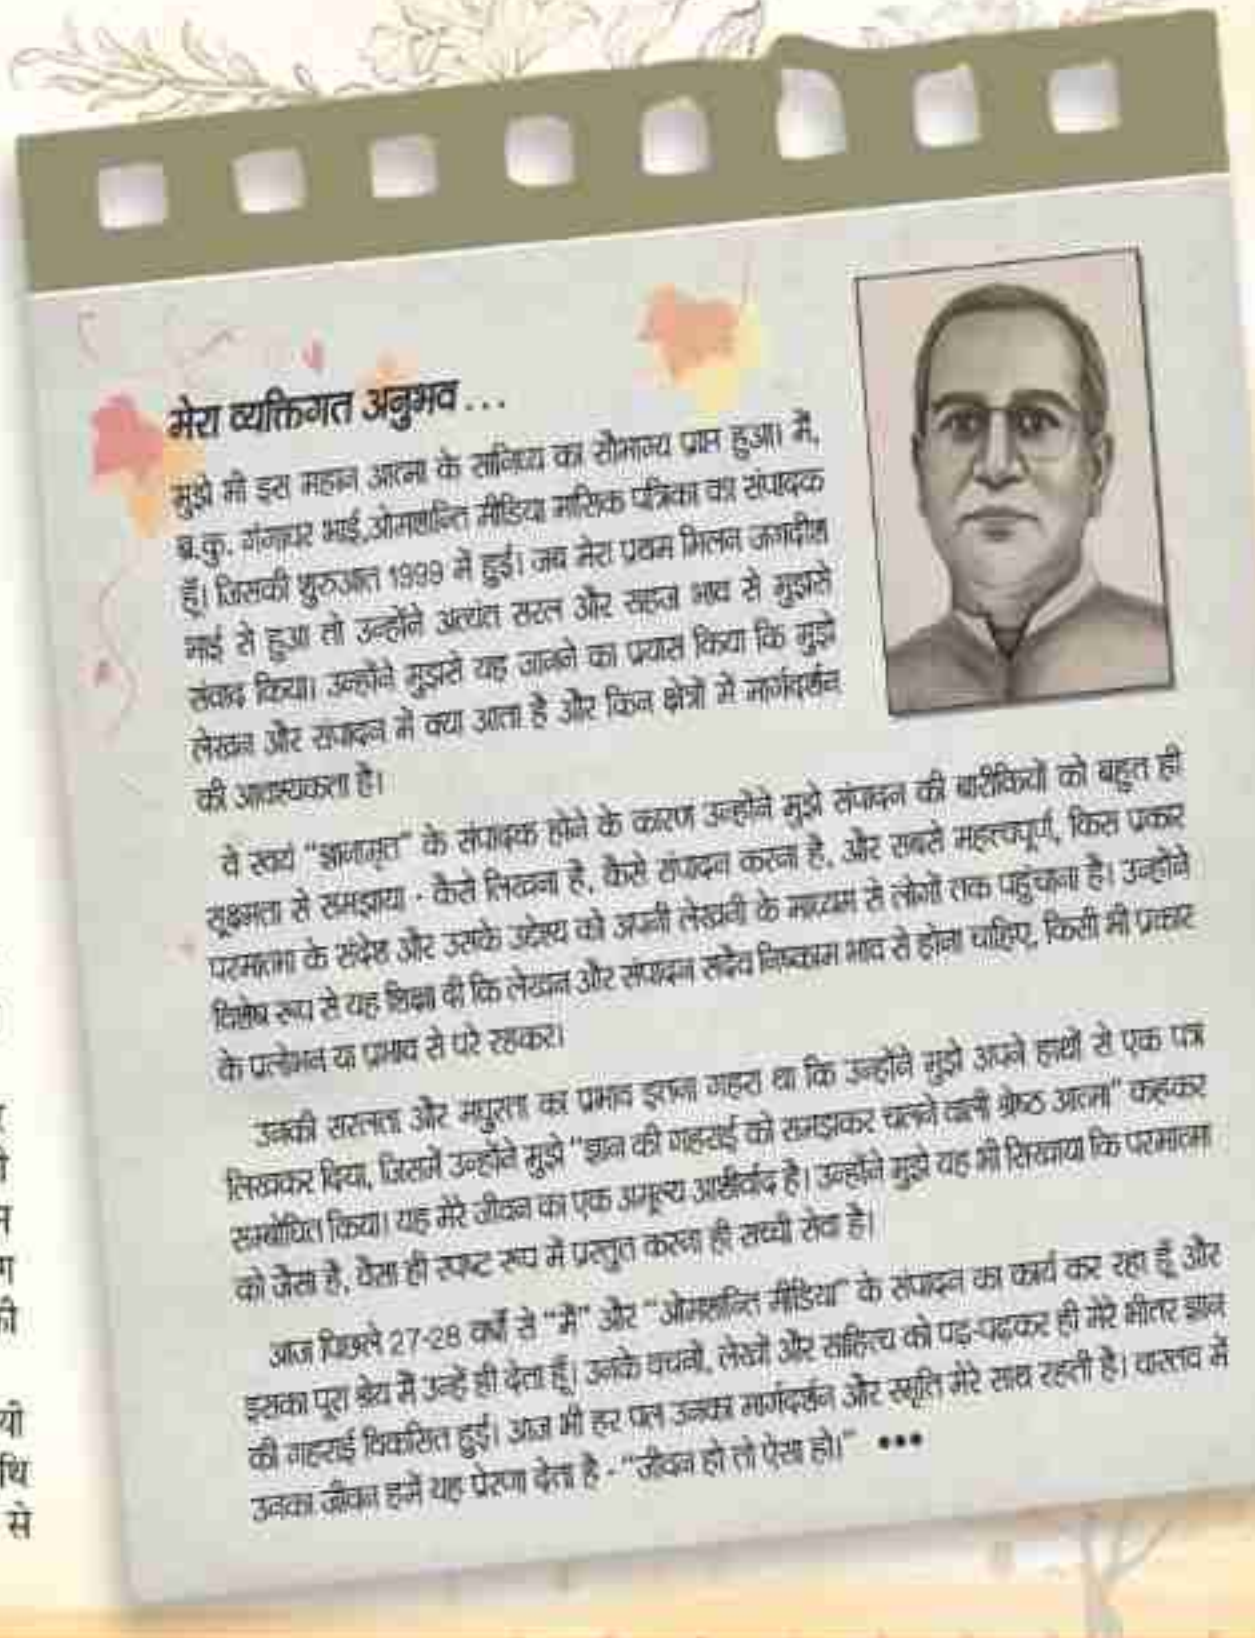 मेरा व्यक्तिगत अनुभव...
मुझे भी इस महान आत्मा के सानिध्य का सौभाग्य प्राप्त हुआ। मैं,
ब्र.कु. गंगाधर भाई,ओमशान्ति मीडिया मासिक पत्रिका का संपादक
हूँ। जिसकी शुरुआत 1999 में हुई। जब मेरा प्रथम मिलन जगदीश
भाई से हुआ तो उन्होंने अत्यंत सरल और सहज भाव से मुझसे
संवाद किया। उन्होंने मुझसे यह जानने का प्रयास किया कि मुझे
लेखन और संपादन में क्या आता है और किन क्षेत्रों में मार्गदर्शन
की आवश्यकता है।
वे स्वयं "ज्ञानामृत" के संपादक होने के कारण उन्होंने मुझे संपादन की बारीकियों को बहुत ही
सूक्ष्मता से समझाया - कैसे लिखना है, कैसे संपादन करना है, और सबसे महत्त्वपूर्ण, किस प्रकार
परमात्मा के संदेश और उसके उद्देश्य को अपनी लेखनी के माध्यम से लोगों तक पहुंचाना है। उन्होंने
विशेष रूप से यह शिक्षा दी कि लेखन और संपादन सदैव निष्काम भाव से होना चाहिए, किसी भी प्रकार
के प्रलोभन या प्रभाव से परे रहकर।
उनकी सरलता और मधुरता का प्रभाव इतना गहरा था कि उन्होंने मुझे अपने हाथों से एक पत्र
लिखकर दिया, जिसमें उन्होंने मुझे "ज्ञान की गहराई को समझकर चलने वाली श्रेष्ठ आत्मा" कहकर
सम्बोधित किया। यह मेरे जीवन का एक अमूल्य आशीर्वाद है। उन्होंने मुझे यह भी सिखाया कि परमात्मा
को जैसा है, वैसा ही स्पष्ट रूप में प्रस्तुत करना ही सच्ची सेवा है।
आज पिछले 27-28 वर्षों से "मैं" और "ओमशान्ति मीडिया" के संपादन का कार्य कर रहा हूँ और
इसका पूरा श्रेय मैं उन्हें ही देता हूँ। उनके वचनों, लेखों और साहित्य को पढ़-पढ़कर ही मेरे भीतर ज्ञान
की गहराई विकसित हुई। आज भी हर पल उनका मार्गदर्शन और स्मृति मेरे साथ रहती है। वास्तव में
उनका जीवन हमें यह प्रेरणा देता है - "जीवन हो तो ऐसा हो।" •••
यों
थि
से